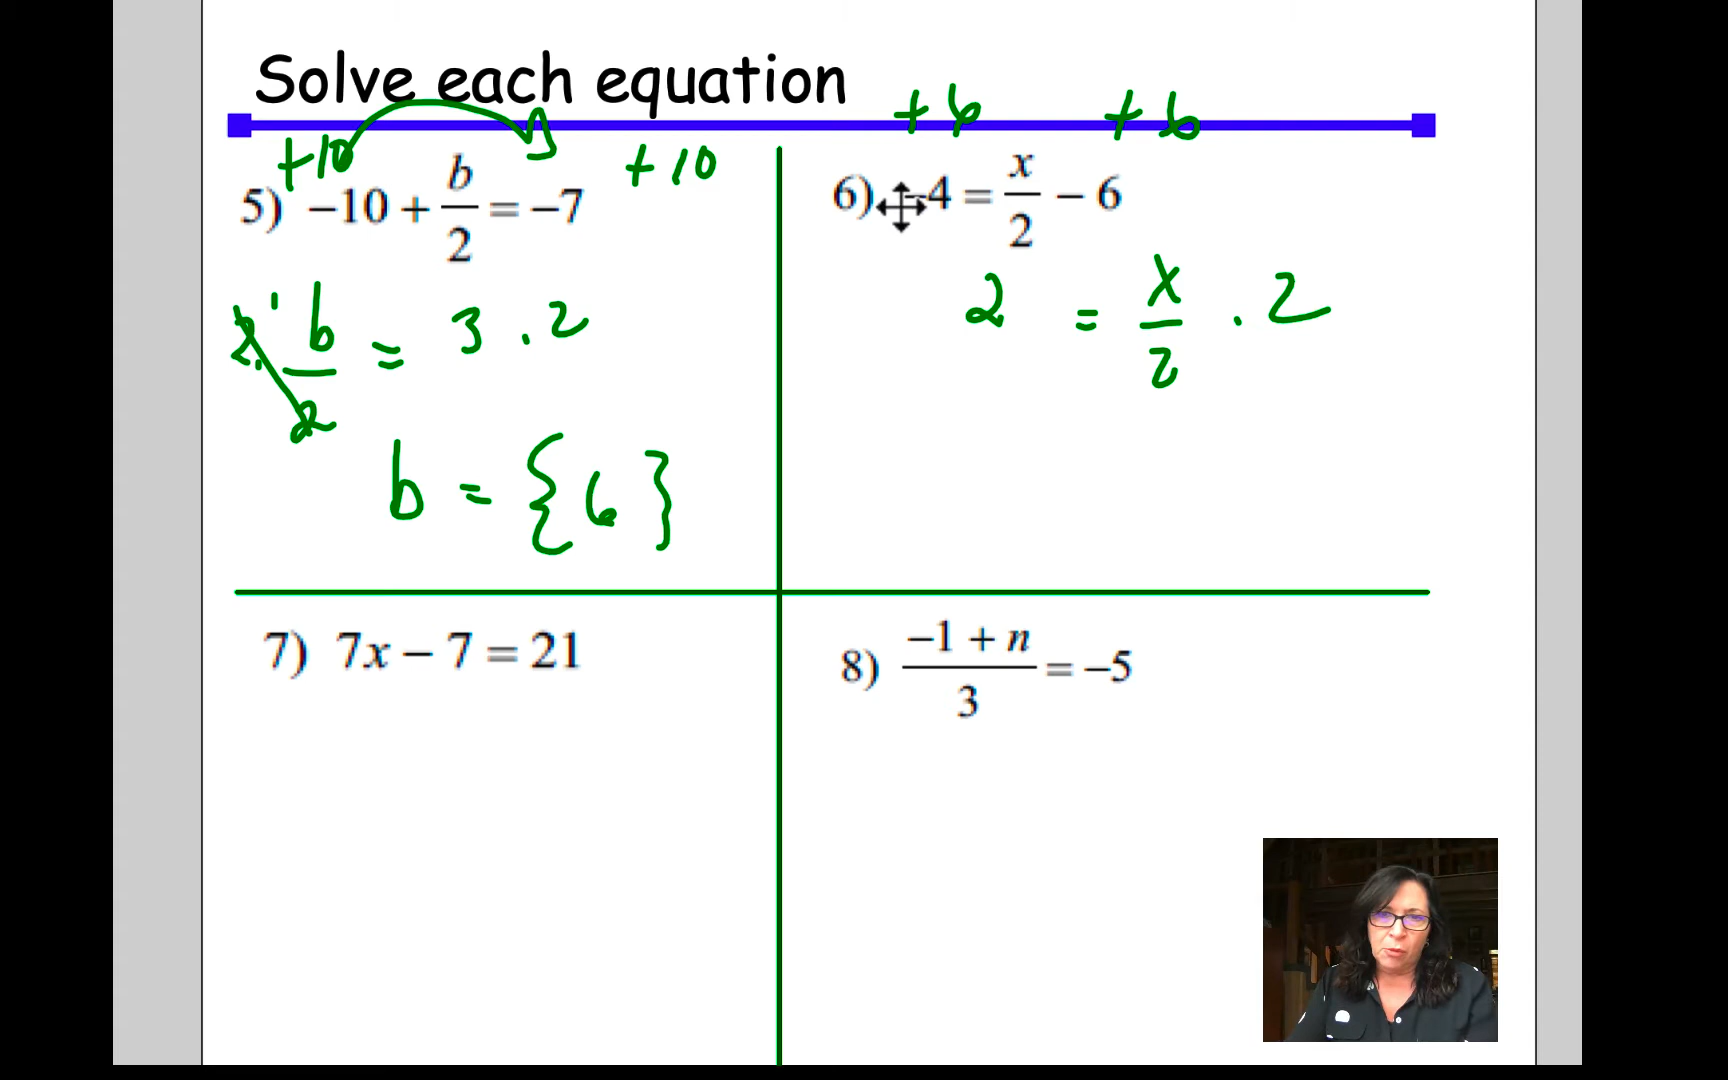 Solve each equation
+6 +6
+10 +10
5) −10 + b/2 = −7
2 · b/2 = 3 · 2
b = {6}
6) −4 = x/2 − 6
2 = x/2 · 2
7) 7x − 7 = 21
8) (−1 + n)/3 = −5